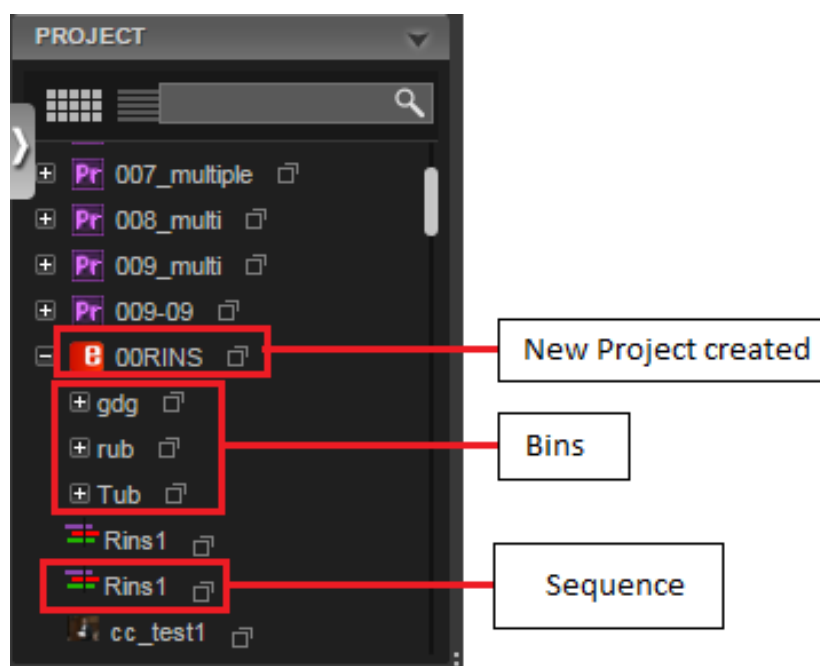 PROJECT
Pr 007_multiple
Pr 008_multi
Pr 009_multi
Pr 009-09
e 00RINS
New Project created
gdg
rub
Bins
Tub
Rins1
Rins1
Sequence
cc_test1